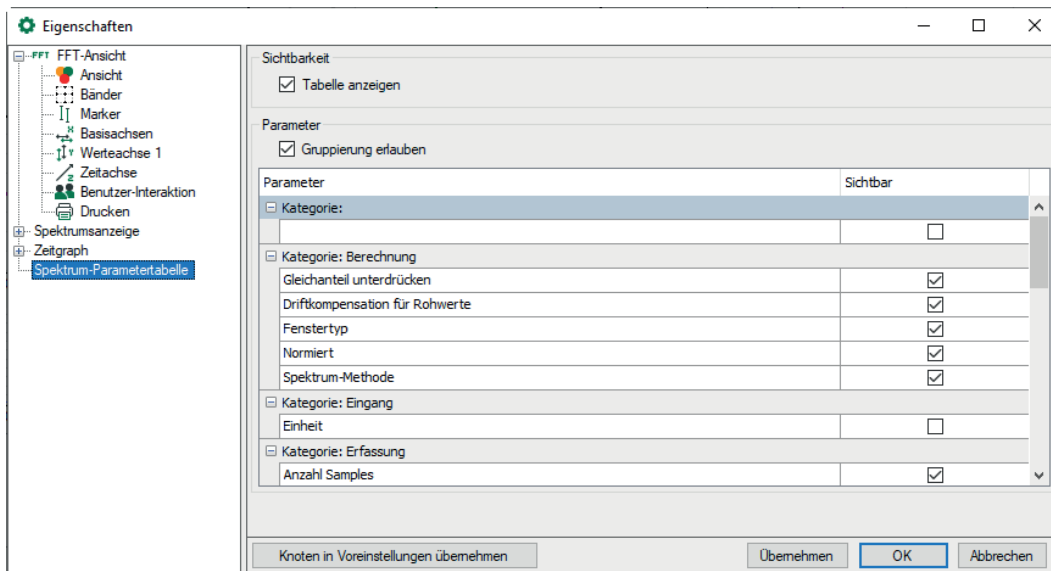 Eigenschaften
FFT FFT-Ansicht
Ansicht
Bänder
Marker
X Basisachsen
Y Werteachse 1
Z Zeitachse
Benutzer-Interaktion
Drucken
Spektrumsanzeige
Zeitgraph
Spektrum-Parametertabelle
Sichtbarkeit
Tabelle anzeigen
Parameter
Gruppierung erlauben
Parameter Sichtbar
Kategorie:
Kategorie: Berechnung
Gleichanteil unterdrücken
Driftkompensation für Rohwerte
Fenstertyp
Normiert
Spektrum-Methode
Kategorie: Eingang
Einheit
Kategorie: Erfassung
Anzahl Samples
Knoten in Voreinstellungen übernehmen Übernehmen OK Abbrechen